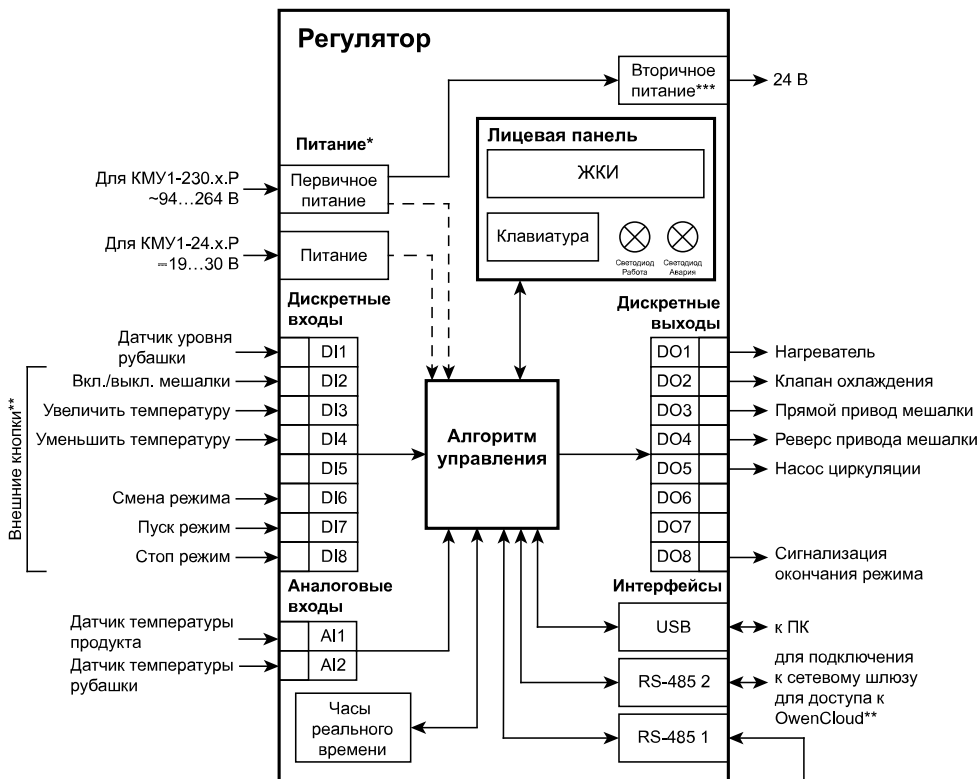 Регулятор
Вторичное
питание***
24 В
Питание*
Для КМУ1-230.х.Р
~94...264 В
Первичное
питание
Для КМУ1-24.х.Р
⎓19...30 В
Питание
Лицевая панель
ЖКИ
Клавиатура
Светодиод
Работа
Светодиод
Авария
Дискретные
входы
Датчик уровня
рубашки
DI1
Внешние кнопки**
Вкл./выкл. мешалки
DI2
Увеличить температуру
DI3
Уменьшить температуру
DI4
DI5
Смена режима
DI6
Пуск режим
DI7
Стоп режим
DI8
Алгоритм
управления
Дискретные
выходы
DO1
Нагреватель
DO2
Клапан охлаждения
DO3
Прямой привод мешалки
DO4
Реверс привода мешалки
DO5
Насос циркуляции
DO6
DO7
DO8
Сигнализация
окончания режима
Аналоговые
входы
Датчик температуры
продукта
AI1
Датчик температуры
рубашки
AI2
Часы
реального
времени
Интерфейсы
USB
к ПК
RS-485 2
для подключения
к сетевому шлюзу
для доступа к
OwenCloud**
RS-485 1